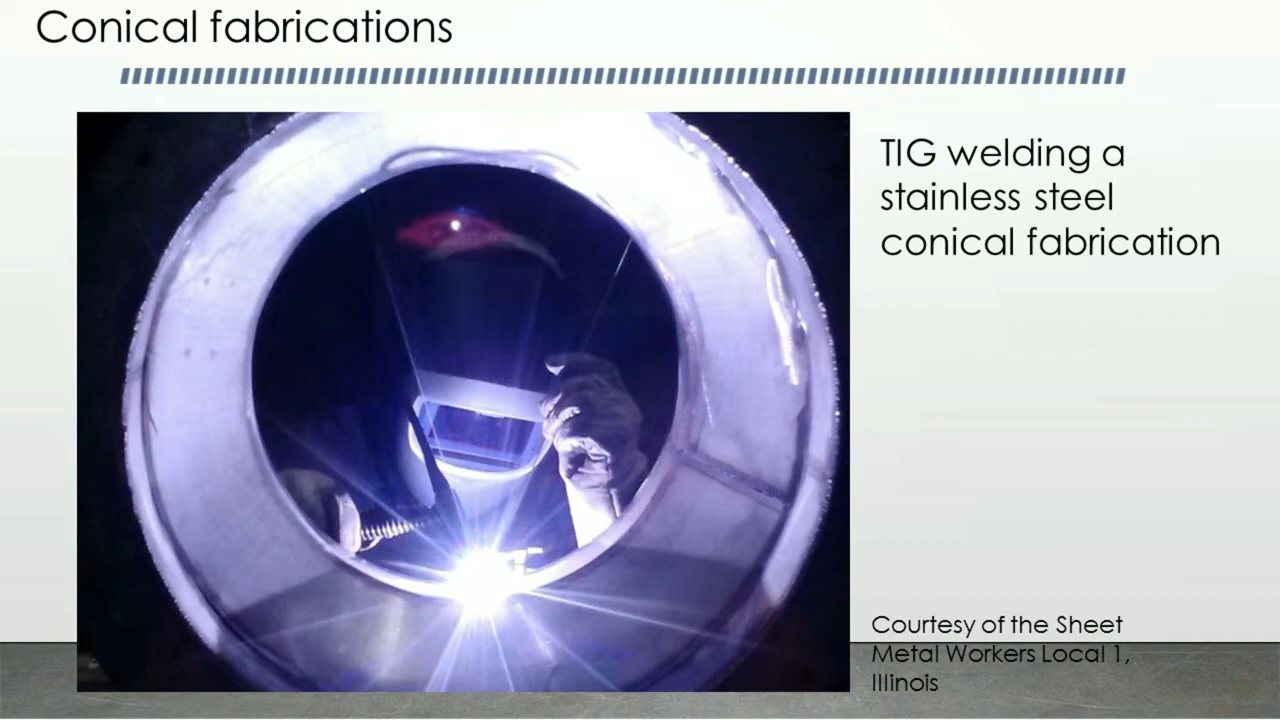 Conical fabrications
TIG welding a
stainless steel
conical fabrication
Courtesy of the Sheet
Metal Workers Local 1,
Illinois